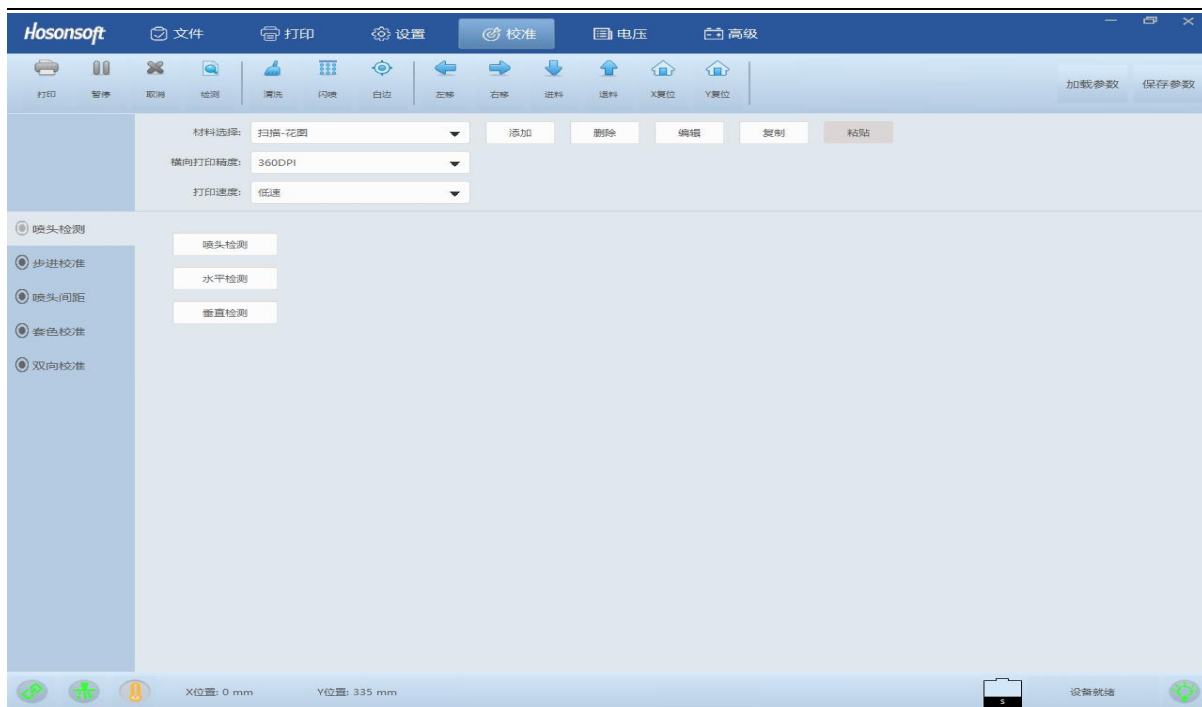 Hosonsoft 文件 打印 设置 校准 电压 高级
打印 暂停 取消 检测 清洗 闪喷 白边 左移 右移 进料 退料 X复位 Y复位 加载参数 保存参数
材料选择: 扫描-花图 添加 删除 编辑 复制 粘贴
横向打印精度: 360DPI
打印速度: 低速
喷头检测
步进校准
喷头间距
套色校准
双向校准
喷头检测
水平检测
垂直检测
X位置: 0 mm Y位置: 335 mm S 设备就绪